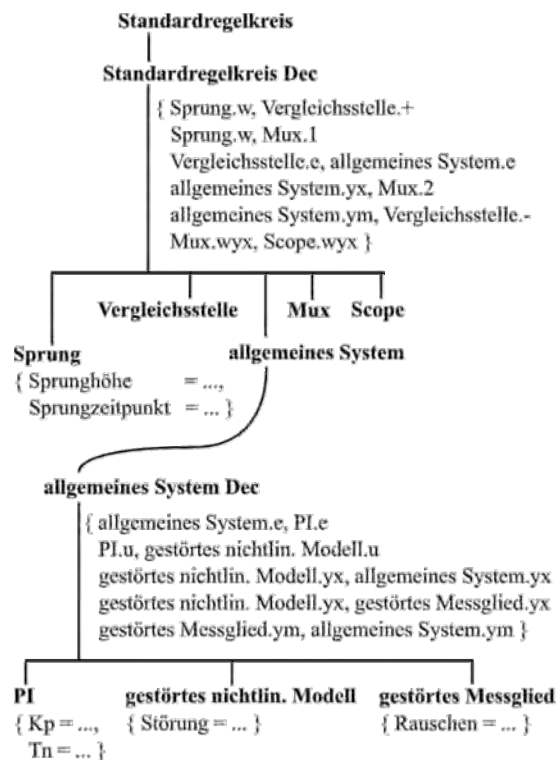 Standardregelkreis
Standardregelkreis Dec
{ Sprung.w, Vergleichsstelle.+
Sprung.w, Mux.1
Vergleichsstelle.e, allgemeines System.e
allgemeines System.yx, Mux.2
allgemeines System.ym, Vergleichsstelle.-
Mux.wyx, Scope.wyx }
Vergleichsstelle Mux Scope
Sprung allgemeines System
{ Sprunghöhe = ...,
Sprungzeitpunkt = ... }
allgemeines System Dec
{ allgemeines System.e, PI.e
PI.u, gestörtes nichtlin. Modell.u
gestörtes nichtlin. Modell.yx, allgemeines System.yx
gestörtes nichtlin. Modell.yx, gestörtes Messglied.yx
gestörtes Messglied.ym, allgemeines System.ym }
PI gestörtes nichtlin. Modell gestörtes Messglied
{ Kp = ..., { Störung = ... } { Rauschen = ... }
Tn = ... }